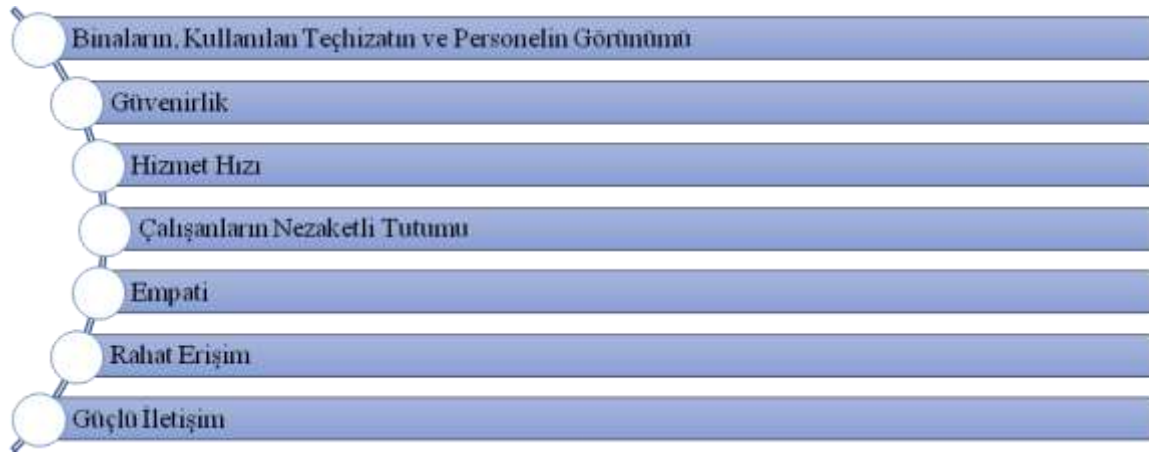 Binaların, Kullanılan Teçhizatın ve Personelin Görünümü
Güvenirlik
Hizmet Hızı
Çalışanların Nezaketli Tutumu
Empati
Rahat Erişim
Güçlü İletişim